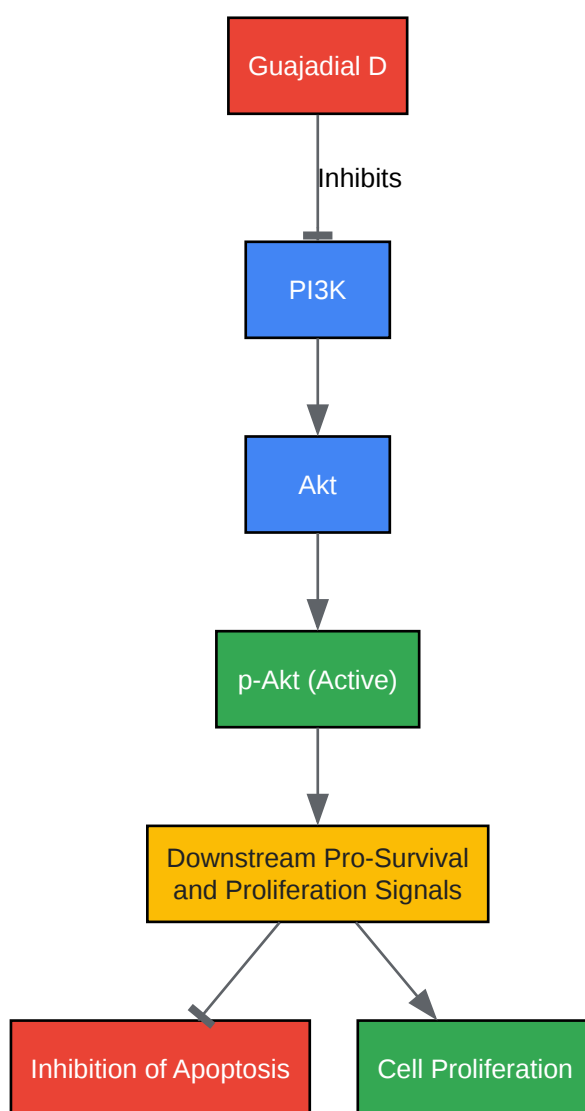 Guajadial D
Inhibits
PI3K
Akt
p-Akt (Active)
Downstream Pro-Survival
and Proliferation Signals
Inhibition of Apoptosis
Cell Proliferation